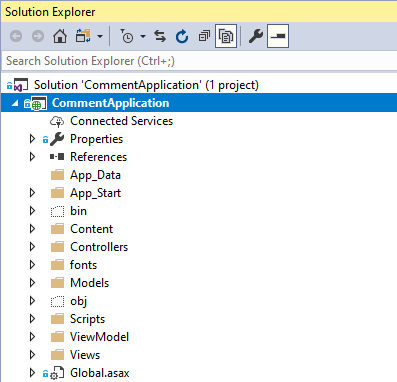 Solution Explorer
Search Solution Explorer (Ctrl+;)
Solution 'CommentApplication' (1 project)
CommentApplication
Connected Services
Properties
References
App_Data
App_Start
bin
Content
Controllers
fonts
Models
obj
Scripts
ViewModel
Views
Global.asax